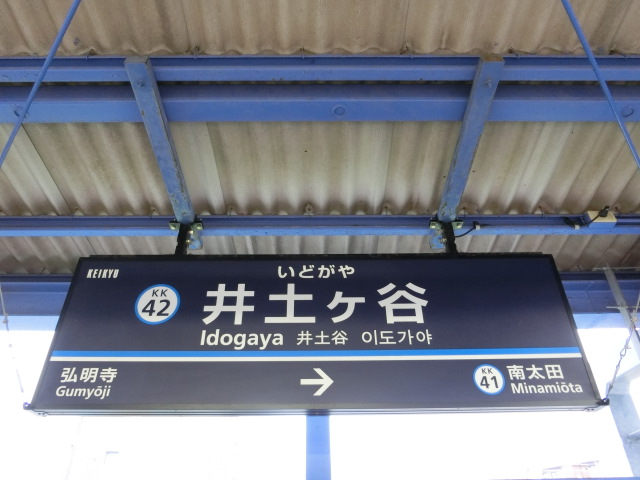 KEIKYU
いどがや
KK
42
井土ヶ谷
Idogaya 井土谷 이도가야
弘明寺
Gumyōji
→
KK
41
南太田
Minamiōta